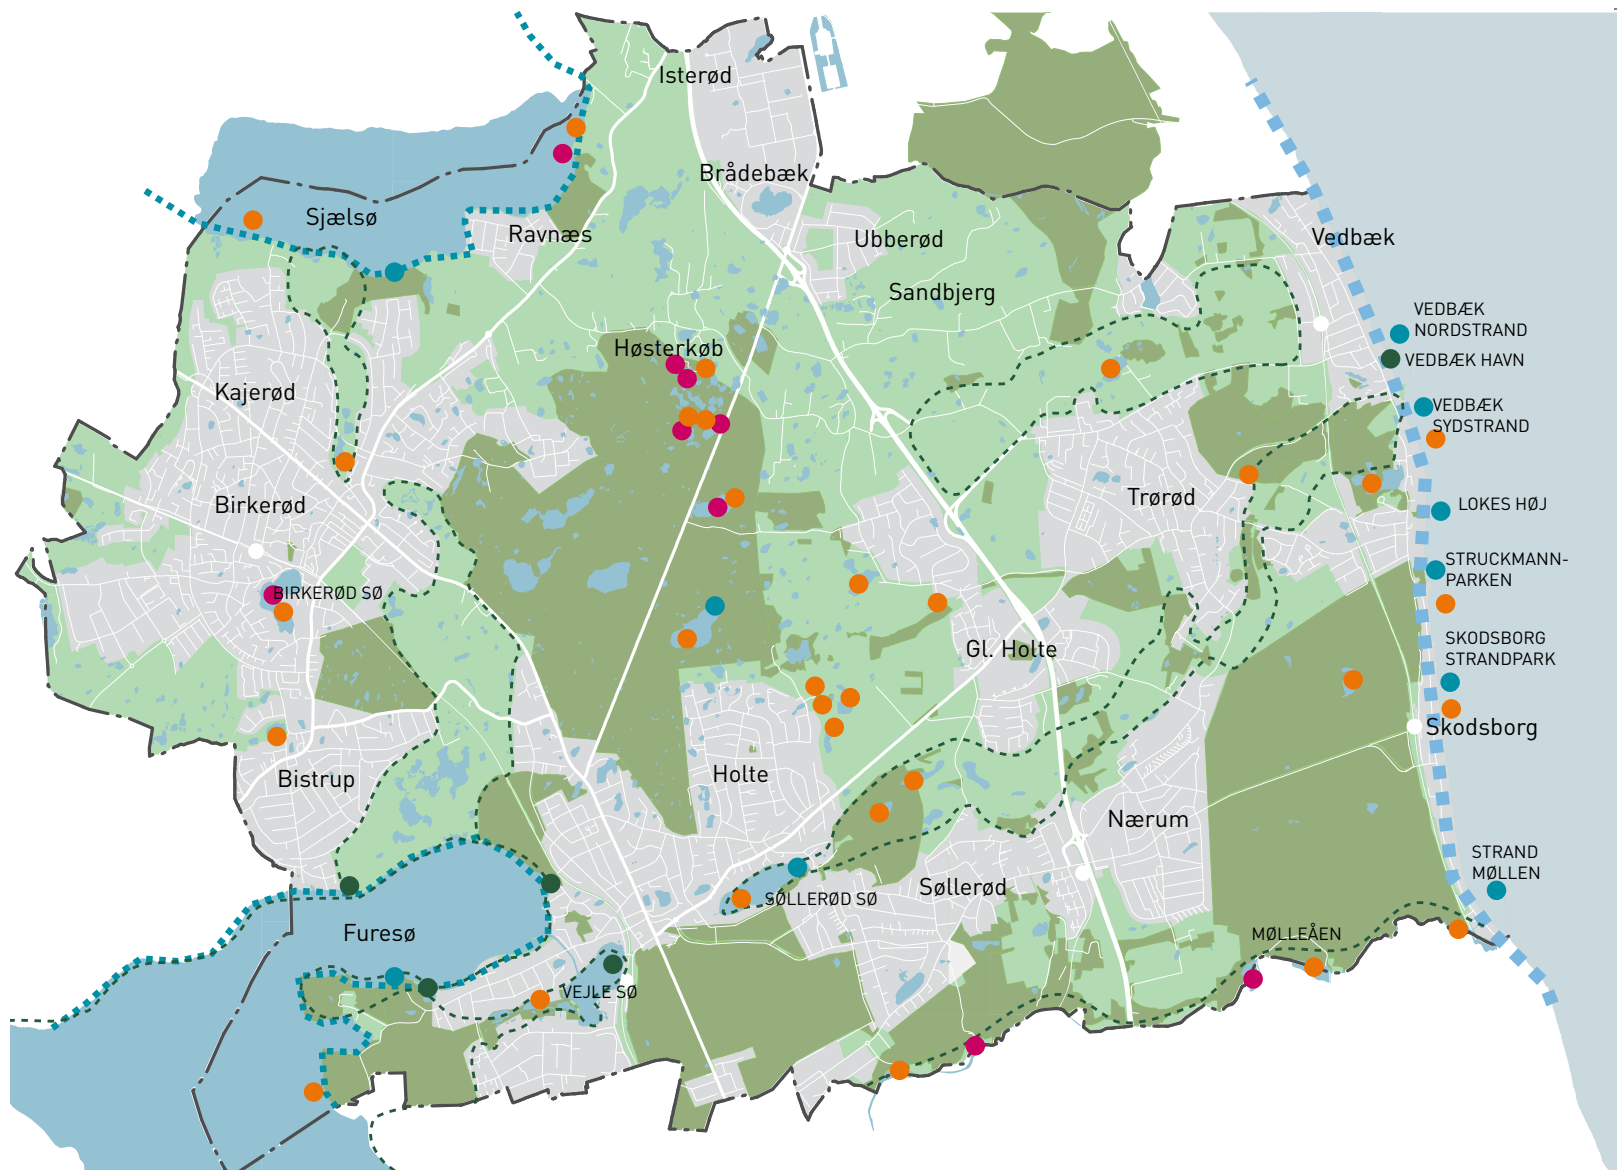 Isterød
Brådebæk
Sjælsø
Ravnæs
Ubberød
Vedbæk
Sandbjerg
VEDBÆK
NORDSTRAND
Høsterkøb
VEDBÆK HAVN
Kajerød
VEDBÆK
SYDSTRAND
Birkerød
Trørød
LOKES HØJ
STRUCKMANN-
PARKEN
BIRKERØD SØ
Gl. Holte
SKODSBORG
STRANDPARK
Skodsborg
Bistrup
Holte
Nærum
STRAND
MØLLEN
Søllerød
SØLLERØD SØ
Furesø
MØLLEÅEN
VEJLE SØ